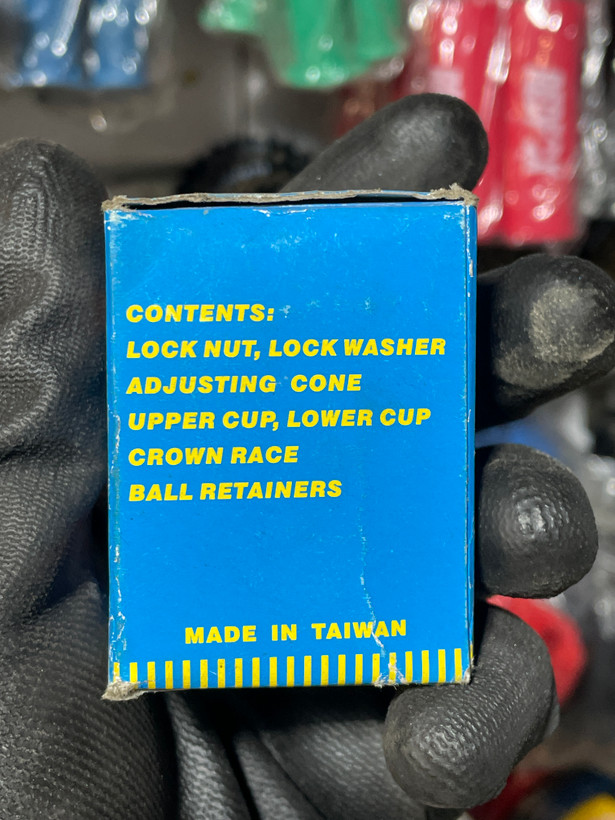 CONTENTS:
LOCK NUT, LOCK WASHER
ADJUSTING CONE
UPPER CUP, LOWER CUP
CROWN RACE
BALL RETAINERS
MADE IN TAIWAN